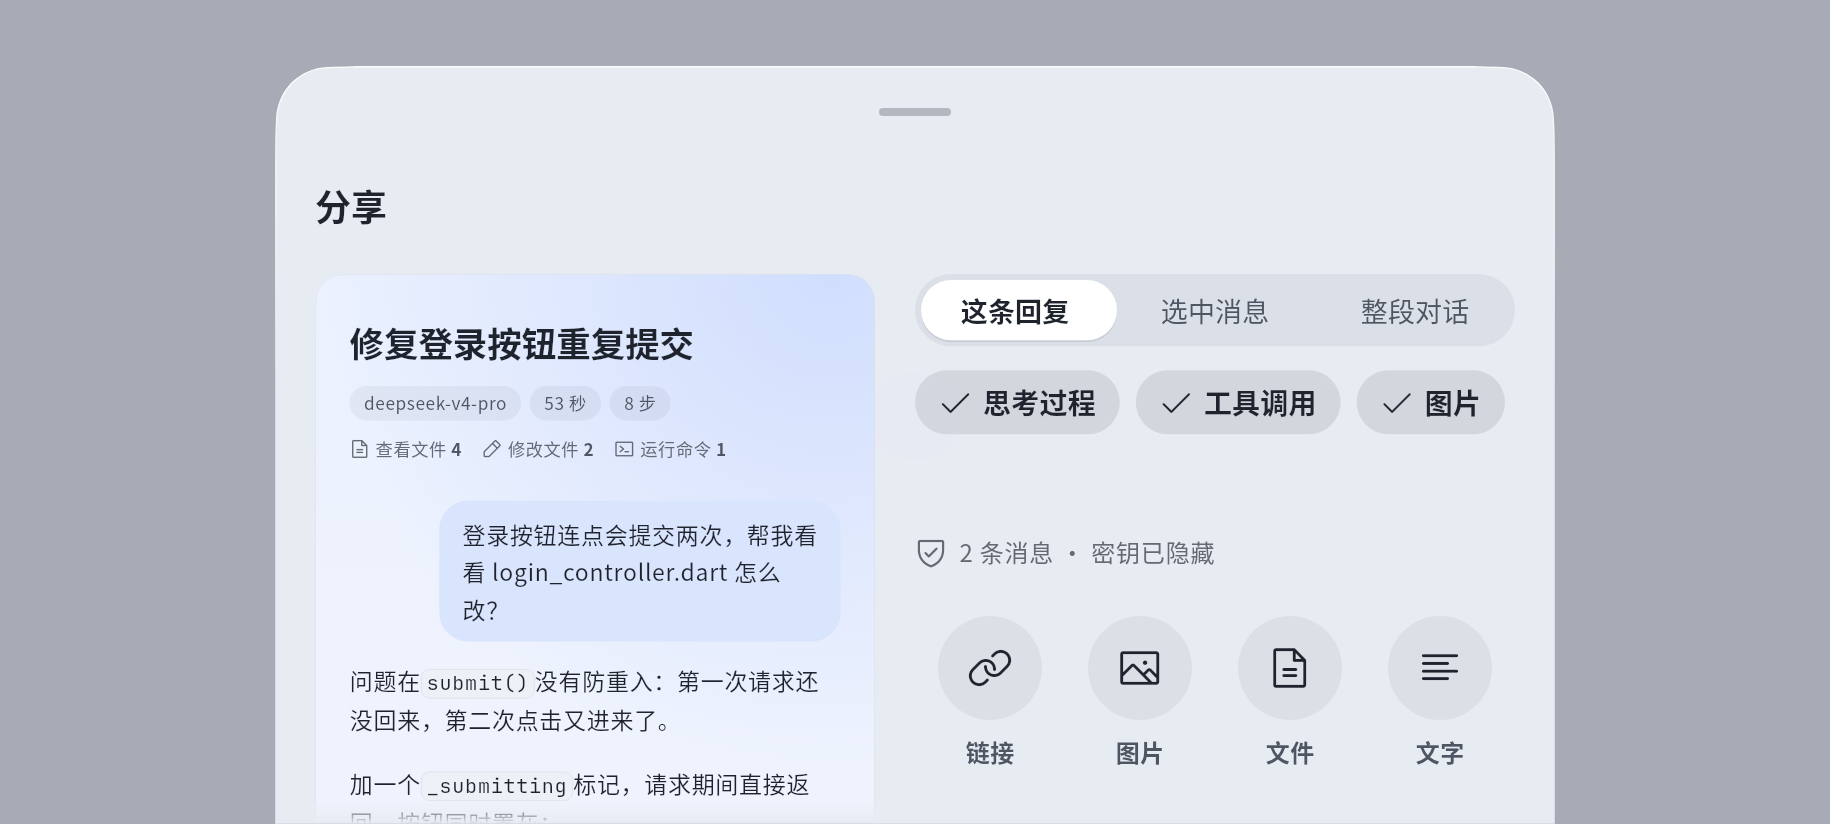 分享
修复登录按钮重复提交
deepseek-v4-pro 53 秒 8 步
查看文件 4 修改文件 2 运行命令 1
登录按钮连点会提交两次，帮我看
看 login_controller.dart 怎么
改？
问题在 submit() 没有防重入：第一次请求还
没回来，第二次点击又进来了。
加一个 _submitting 标记，请求期间直接返
回，按钮同时置灰：
这条回复 选中消息 整段对话
思考过程 工具调用 图片
2 条消息 · 密钥已隐藏
链接 图片 文件 文字